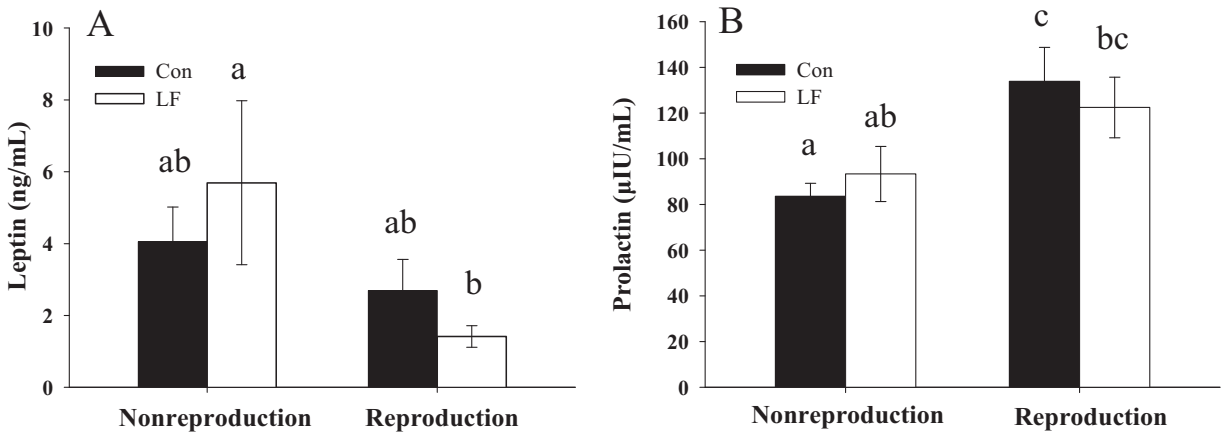 A
Con
LF
Leptin (ng/mL)
10
8
6
4
2
0
ab
a
ab
b
Nonreproduction Reproduction
B
Con
LF
Prolactin (µIU/mL)
160
140
120
100
80
60
40
20
0
a
ab
c
bc
Nonreproduction Reproduction